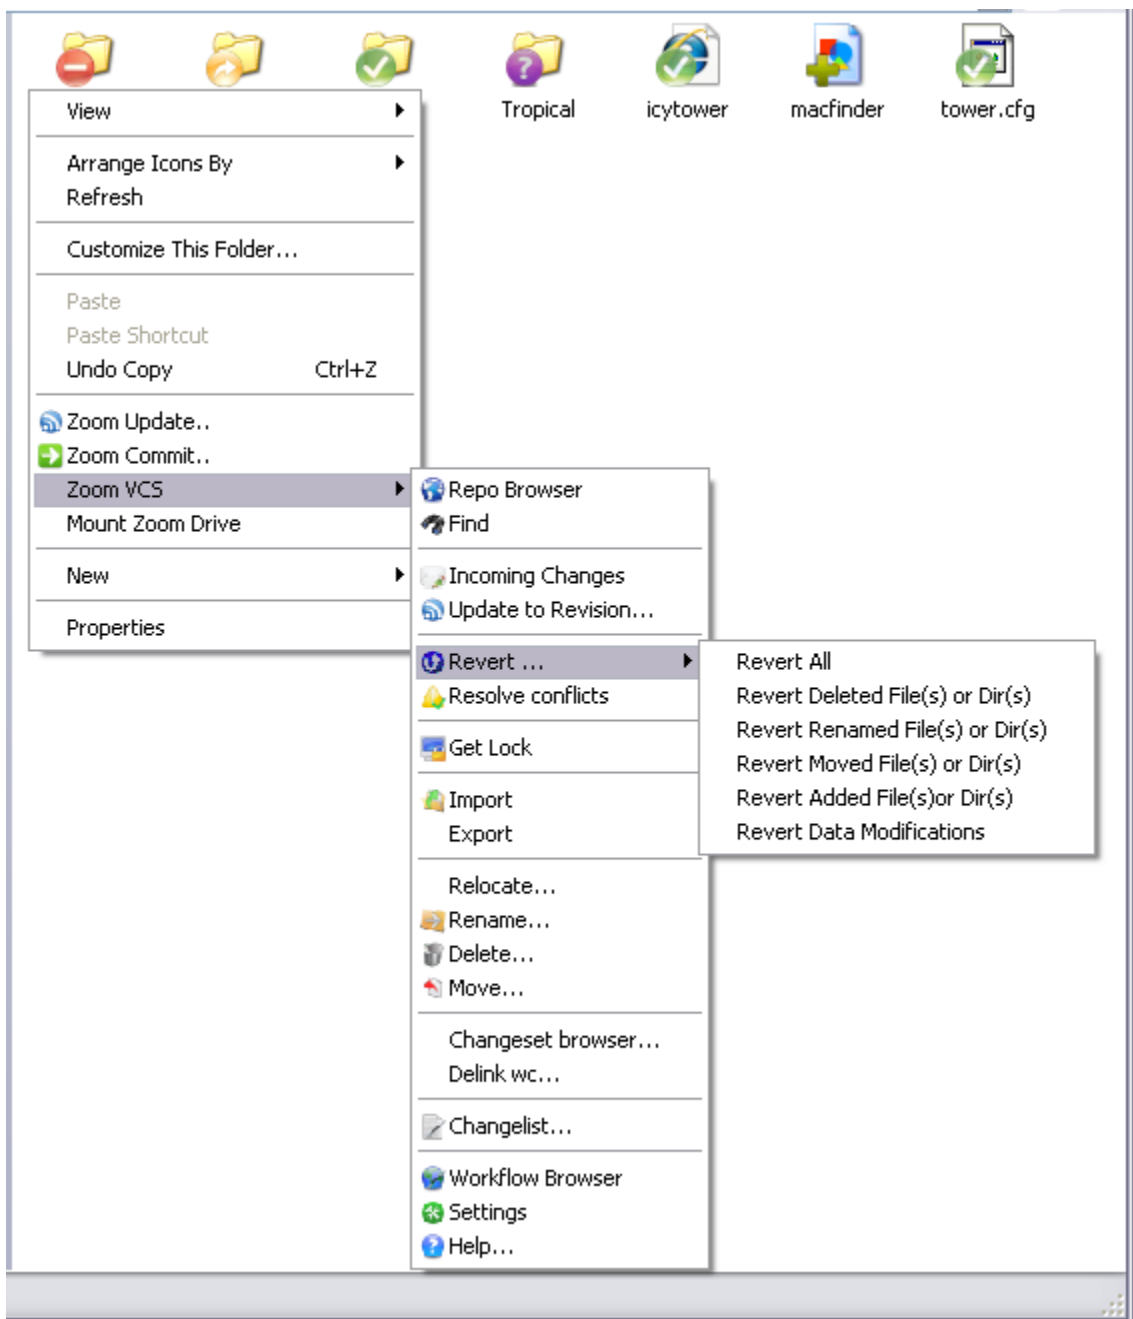 Tropical
icytower
macfinder
tower.cfg
View
Arrange Icons By
Refresh
Customize This Folder...
Paste
Paste Shortcut
Undo Copy Ctrl+Z
Zoom Update..
Zoom Commit..
Zoom VCS
Mount Zoom Drive
New
Properties
Repo Browser
Find
Incoming Changes
Update to Revision...
Revert ...
Resolve conflicts
Get Lock
Import
Export
Relocate...
Rename...
Delete...
Move...
Changeset browser...
Delink wc...
Changelist...
Workflow Browser
Settings
Help...
Revert All
Revert Deleted File(s) or Dir(s)
Revert Renamed File(s) or Dir(s)
Revert Moved File(s) or Dir(s)
Revert Added File(s)or Dir(s)
Revert Data Modifications